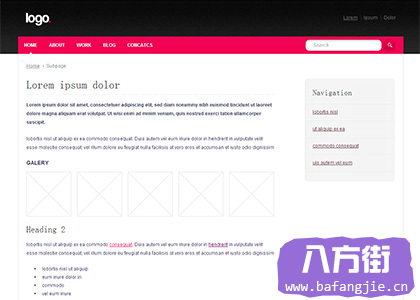 logo.
Lorem | Ipsum | Dolor
HOME ABOUT WORK BLOG CONCATCS
Search
Home > Subpage
Lorem ipsum dolor
Lorem ipsum dolor sit amet, consectetuer adipiscing elit, sed diam nonummy nibh euismod tincidunt ut laoreet
dolore magna aliquam erat volutpat. Ut wisi enim ad minim veniam, quis nostrud exerci tation ullamcorper
suscipit.
lobortis nisl ut aliquip ex ea commodo consequat. Duis autem vel eum iriure dolor in hendrerit in vulputate velit
esse molestie consequat, vel illum dolore eu feugiat nulla facilisis at vero eros et accumsan et iusto odio dignissim
GALERY
Heading 2
lobortis nisl ut aliquip ex ea commodo consequat. Duis autem vel eum iriure dolor in hendrerit in vulputate velit
esse molestie consequat, vel illum dolore eu feugiat nulla facilisis at vero eros et accumsan et iusto odio dignissim
lobortis nisl ut aliquip
eum iriure dolor in
commodo
vel eum iriure
Navigation
lobortis nisl
ut aliquip ex ea
commodo consequat
uis autem vel eum
八方街
www.bafangjie.cn